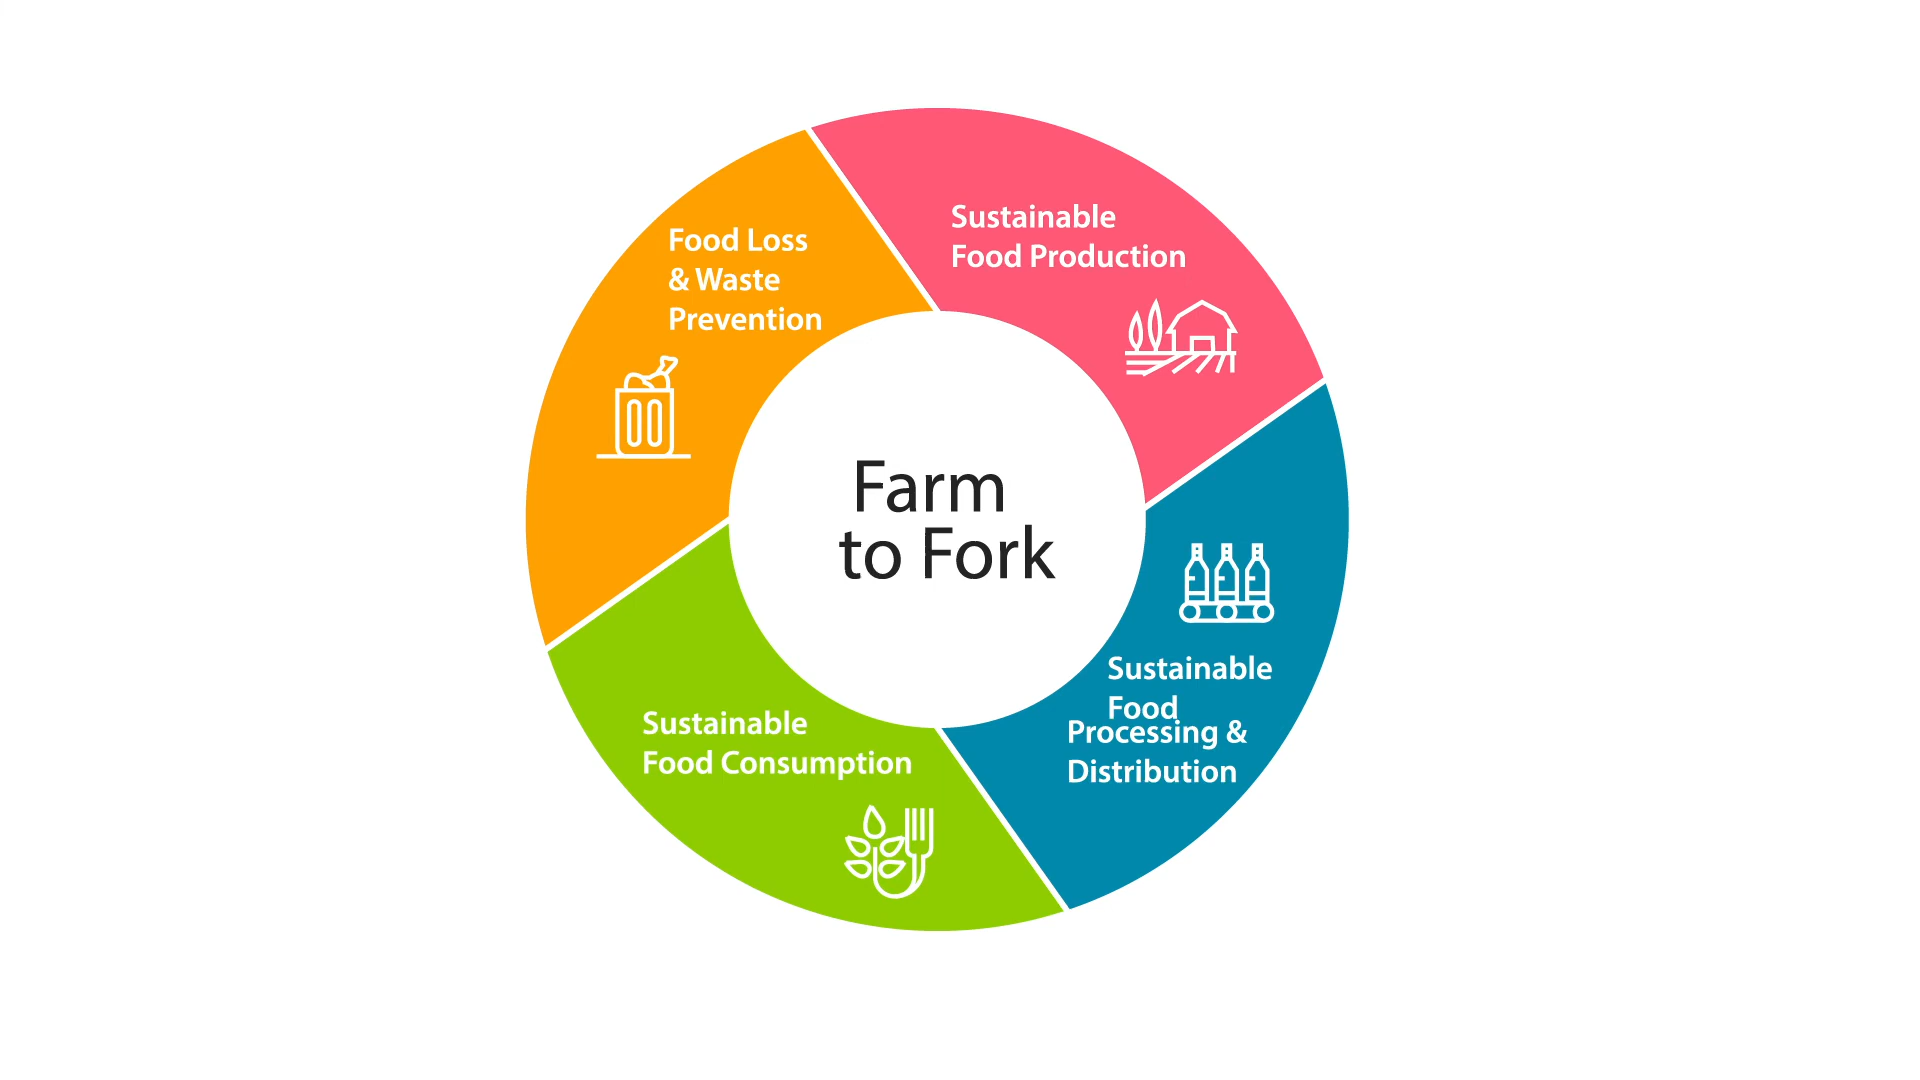 Sustainable
Food Production
Food Loss
& Waste
Prevention
Farm
to Fork
Sustainable
Food
Processing &
Distribution
Sustainable
Food Consumption